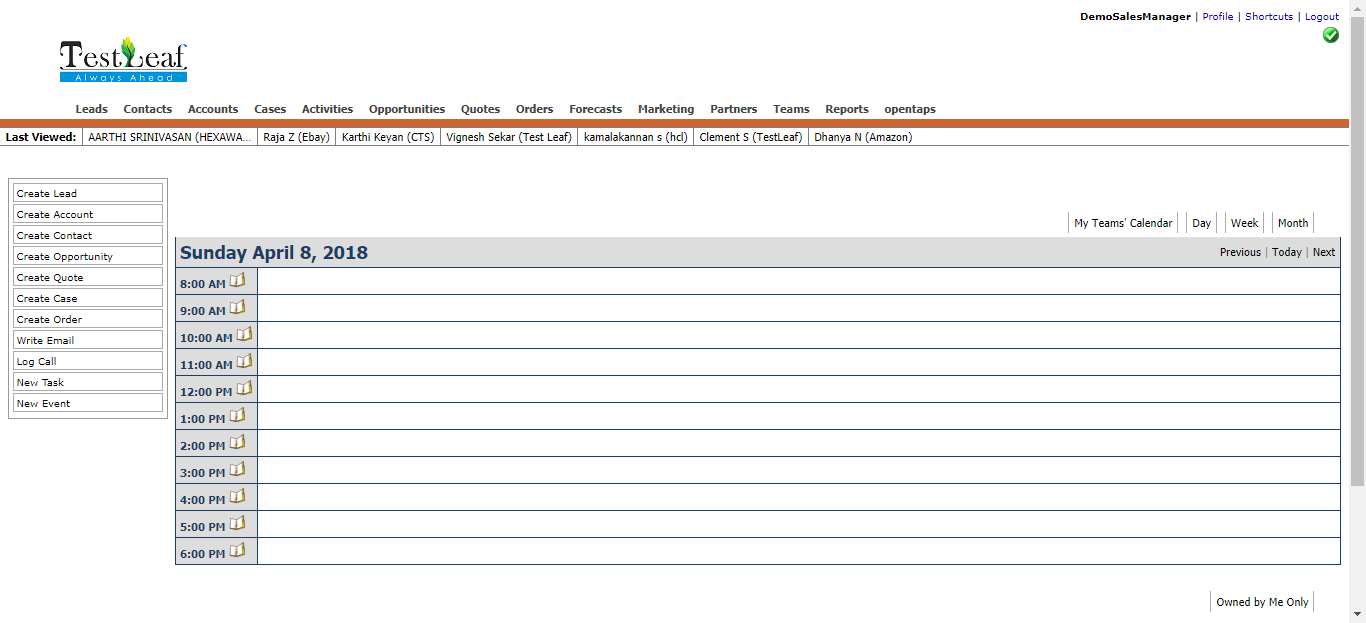 DemoSalesManager | Profile | Shortcuts | Logout
TestLeaf
Always Ahead
Leads Contacts Accounts Cases Activities Opportunities Quotes Orders Forecasts Marketing Partners Teams Reports opentaps
Last Viewed: AARTHI SRINIVASAN (HEXAWA... Raja Z (Ebay) Karthi Keyan (CTS) Vignesh Sekar (Test Leaf) kamalakannan s (hcl) Clement S (TestLeaf) Dhanya N (Amazon)
Create Lead
Create Account
Create Contact
Create Opportunity
Create Quote
Create Case
Create Order
Write Email
Log Call
New Task
New Event
My Teams' Calendar Day Week Month
Sunday April 8, 2018 Previous | Today | Next
8:00 AM
9:00 AM
10:00 AM
11:00 AM
12:00 PM
1:00 PM
2:00 PM
3:00 PM
4:00 PM
5:00 PM
6:00 PM
Owned by Me Only